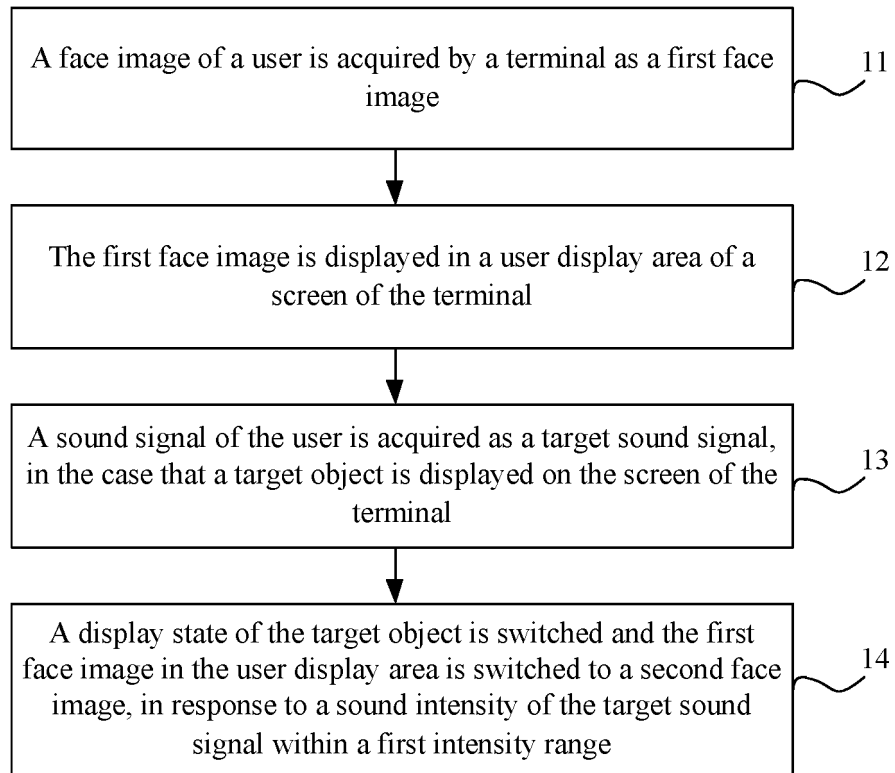 A face image of a user is acquired by a terminal as a first face
image
11
The first face image is displayed in a user display area of a
screen of the terminal
12
A sound signal of the user is acquired as a target sound signal,
in the case that a target object is displayed on the screen of the
terminal
13
A display state of the target object is switched and the first
face image in the user display area is switched to a second face
image, in response to a sound intensity of the target sound
signal within a first intensity range
14